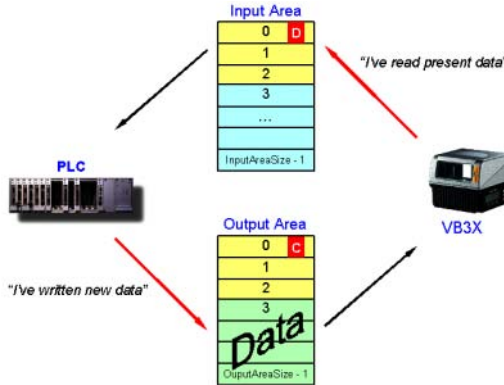 Input Area
0 D
1
2
3
...
InputAreaSize - 1
"I've read present data"
PLC
VB3X
Output Area
0 C
1
2
3
Data
OuputAreaSize - 1
"I've written new data"